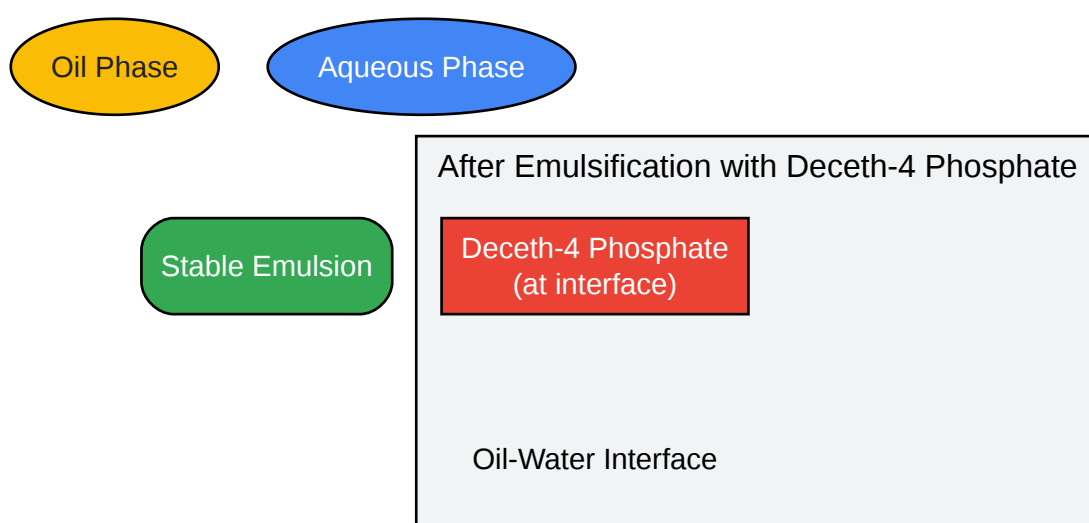 Oil Phase
Aqueous Phase
After Emulsification with Deceth-4 Phosphate
Stable Emulsion
Deceth-4 Phosphate
(at interface)
Oil-Water Interface